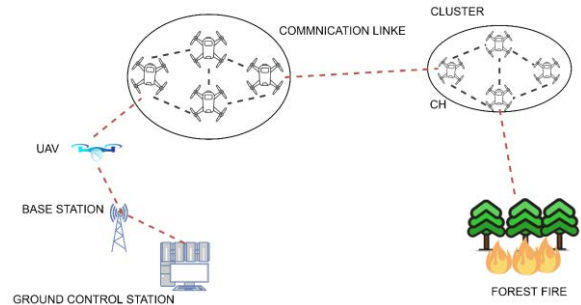 CLUSTER
COMMNICATION LINKE
CH
UAV
BASE STATION
GROUND CONTROL STATION
FOREST FIRE